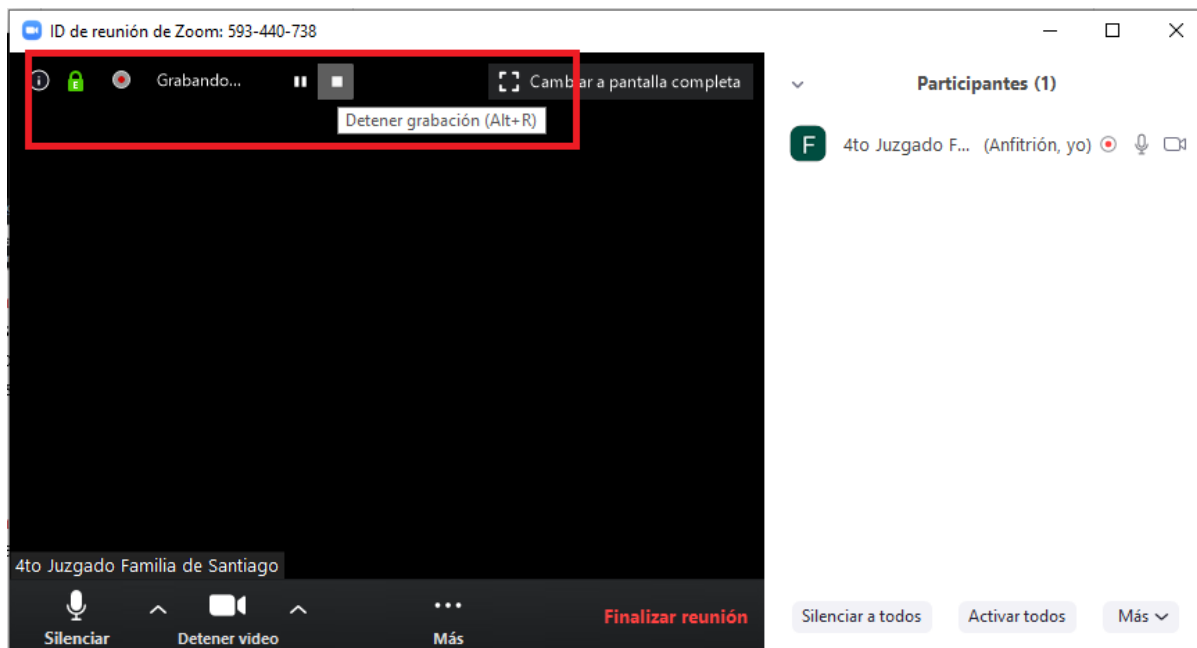 ID de reunión de Zoom: 593-440-738
E
Grabando...
Cambiar a pantalla completa
Detener grabación (Alt+R)
Participantes (1)
F
4to Juzgado F... (Anfitrión, yo)
4to Juzgado Familia de Santiago
Silenciar
Detener video
Más
Finalizar reunión
Silenciar a todos
Activar todos
Más